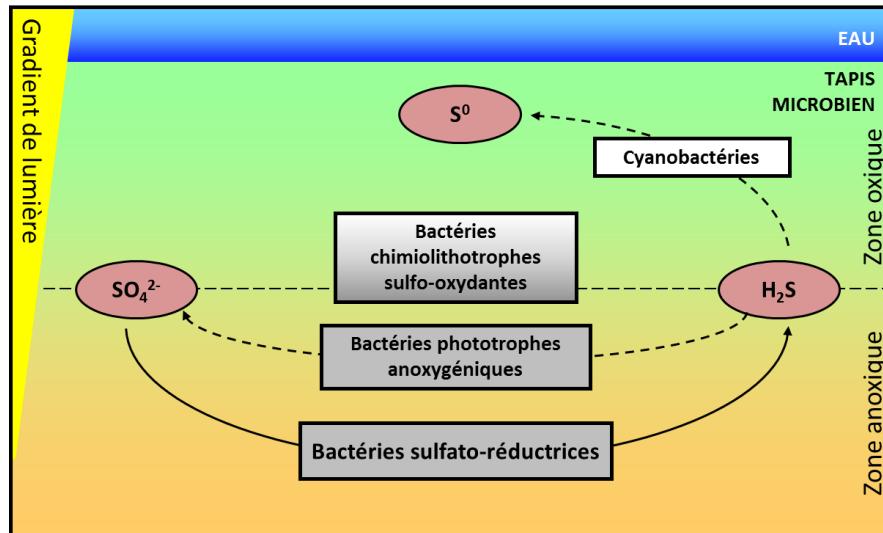 Gradient de lumière
EAU
TAPIS
MICROBIEN
S⁰
Cyanobactéries
Zone oxique
Bactéries
chimiolithotrophes
sulfo-oxydantes
SO₄²⁻
H₂S
Bactéries phototrophes
anoxygéniques
Bactéries sulfato-réductrices
Zone anoxique